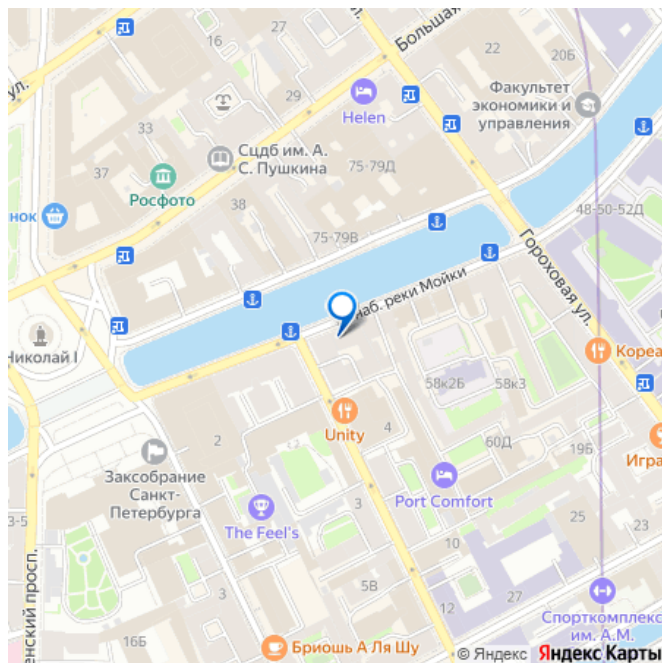 16
Большая
22
20Б
ул.
29
Helen
Факультет
экономики и
управления
33
Сцдб им. А.
С. Пушкина
37
Росфото
75-79Д
нок
38
75-79В
48-50-52Д
Гороховая ул.
наб. реки Мойки
Николай I
Корea
58к2Б
58к3
Unity
2
4
60Д
19Б
Игра
Заксобрание
Санкт-
Петербурга
3-5
Port Comfort
The Feel's
3
25
23
10
5В
енский просп.
3
12
27
Спорткомплекс
им. А.М.
16Б
Бриошь А Ля Шу
© Яндекс Яндекс Карты